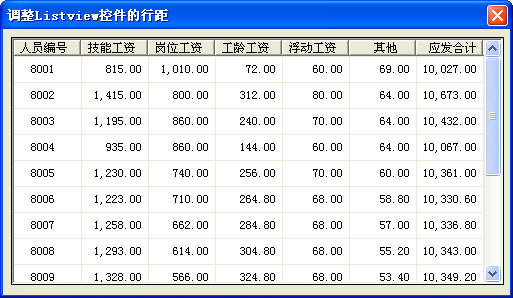 调整Listview控件的行距
人员编号 技能工资 岗位工资 工龄工资 浮动工资 其他 应发合计
8001 815.00 1,010.00 72.00 60.00 69.00 10,027.00
8002 1,415.00 800.00 312.00 80.00 64.00 10,673.00
8003 1,195.00 860.00 240.00 70.00 64.00 10,432.00
8004 935.00 860.00 144.00 60.00 64.00 10,067.00
8005 1,230.00 740.00 256.00 70.00 60.00 10,361.00
8006 1,223.00 710.00 264.80 68.00 58.80 10,330.60
8007 1,258.00 662.00 284.80 68.00 57.00 10,336.80
8008 1,293.00 614.00 304.80 68.00 55.20 10,343.00
8009 1,328.00 566.00 324.80 68.00 53.40 10,349.20